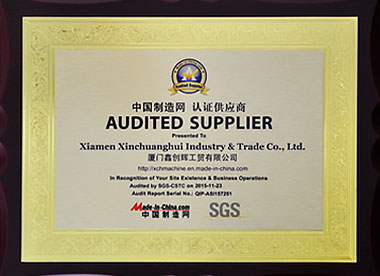 Audited Supplier
中国制造网 认证供应商
AUDITED SUPPLIER
Presented To
Xiamen Xinchuanghui Industry & Trade Co., Ltd.
厦门鑫创辉工贸有限公司
http://xchmachine.en.made-in-china.com
In Recognition of Your Site Existence & Business Operations
Audited by SGS-CSTC on 2015-11-23
Audit Report Serial No.: QIP-ASI157251
Made-in-China.com
中国制造网
SGS